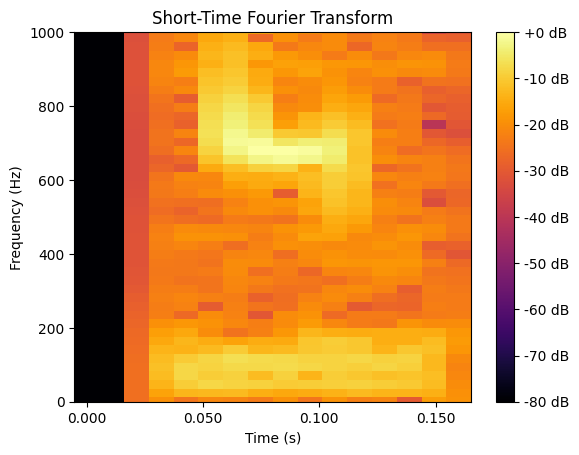 Short-Time Fourier Transform
1000
800
600
400
200
0
Frequency (Hz)
0.000
0.050
0.100
0.150
Time (s)
+0 dB
-10 dB
-20 dB
-30 dB
-40 dB
-50 dB
-60 dB
-70 dB
-80 dB